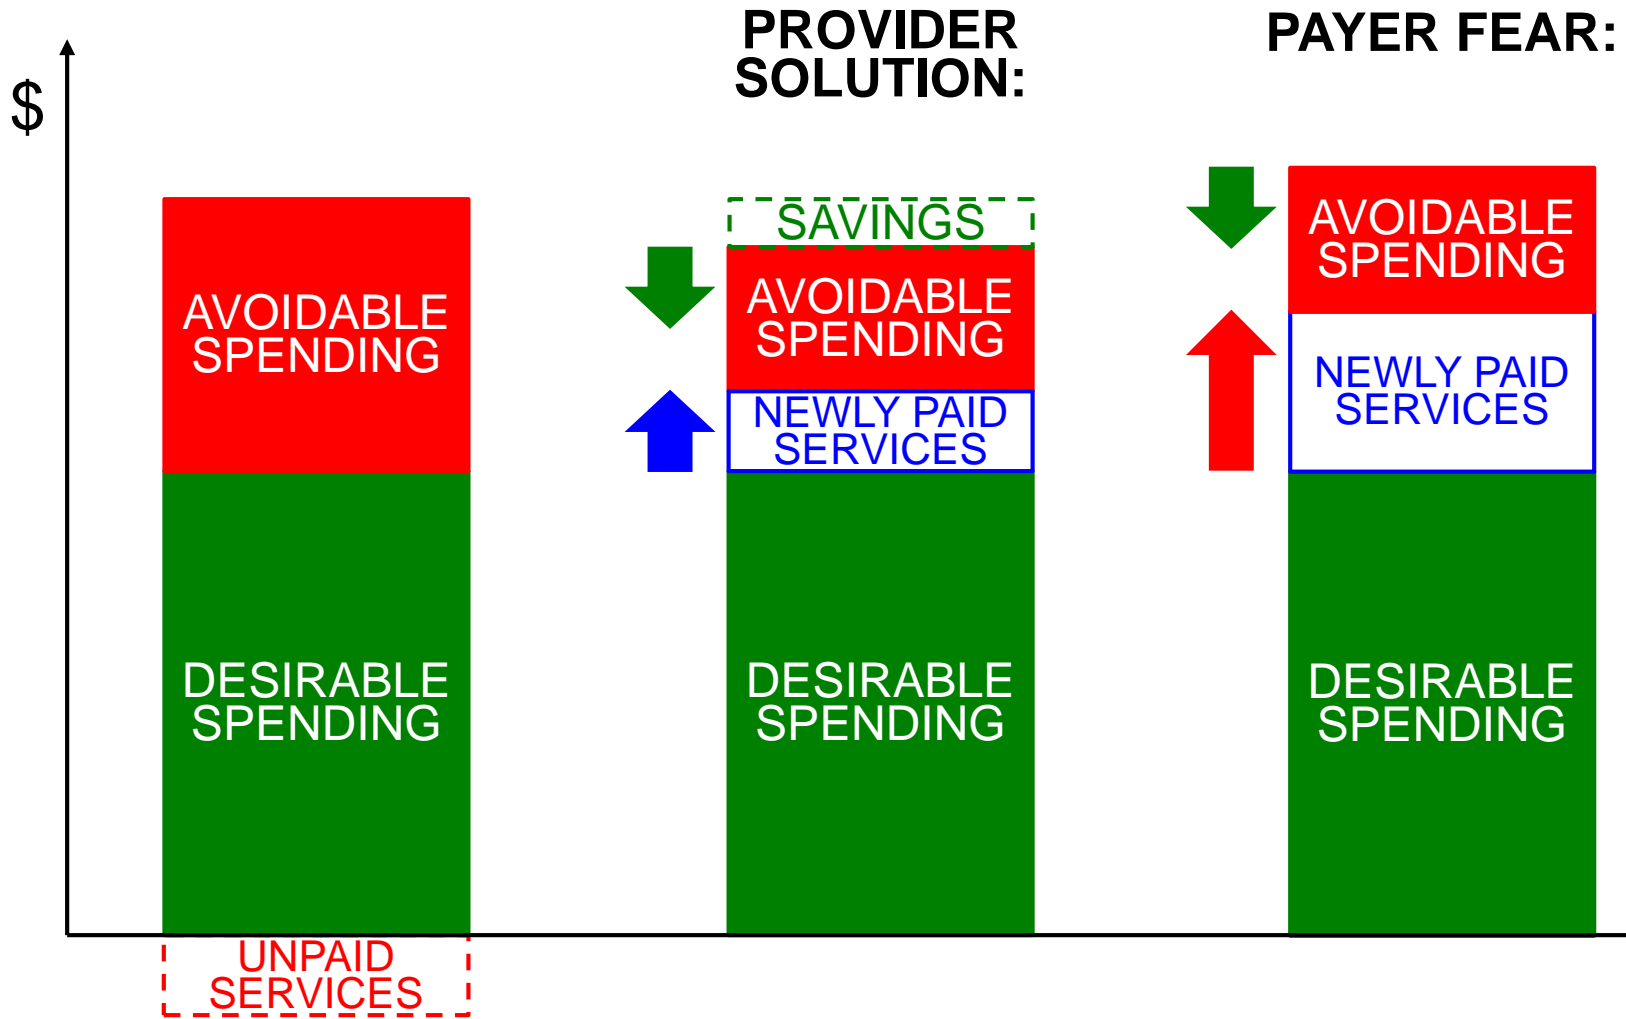 PROVIDER
SOLUTION:
PAYER FEAR:
$
AVOIDABLE
SPENDING
DESIRABLE
SPENDING
UNPAID
SERVICES
SAVINGS
AVOIDABLE
SPENDING
NEWLY PAID
SERVICES
DESIRABLE
SPENDING
AVOIDABLE
SPENDING
NEWLY PAID
SERVICES
DESIRABLE
SPENDING